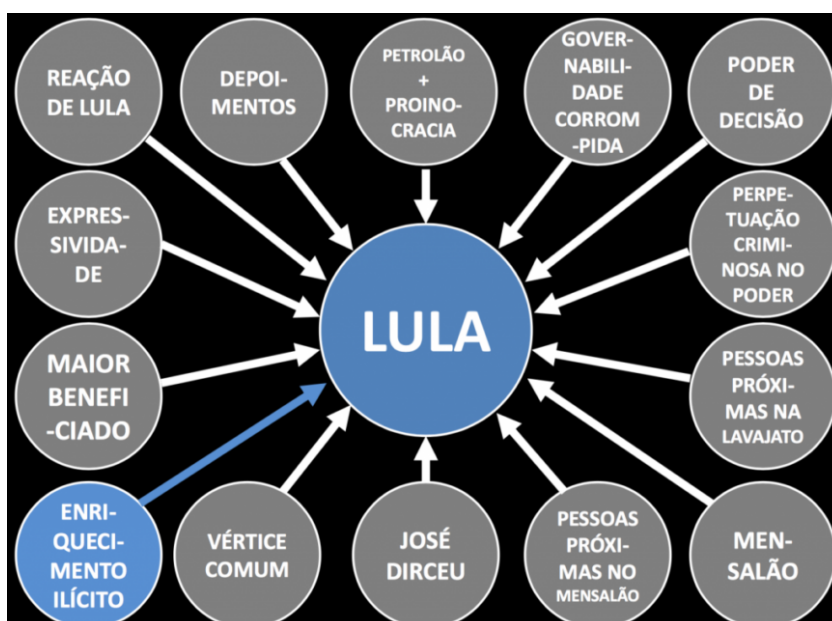 REAÇÃO
DE LULA
DEPOI-
MENTOS
PETROLÃO
+
PROINO-
CRACIA
GOVER-
NABILI-
DADE
CORROM
-PIDA
PODER
DE
DECISÃO
EXPRES-
SIVIDA-
DE
PERPE-
TUAÇÃO
CRIMI-
NOSA NO
PODER
LULA
MAIOR
BENEFI
-CIADO
PESSOAS
PRÓXI-
MAS NA
LAVAJATO
ENRI-
QUECI-
MENTO
ILÍCITO
VÉRTICE
COMUM
JOSÉ
DIRCEU
PESSOAS
PRÓXI-
MAS NO
MENSALÃO
MEN-
SALÃO